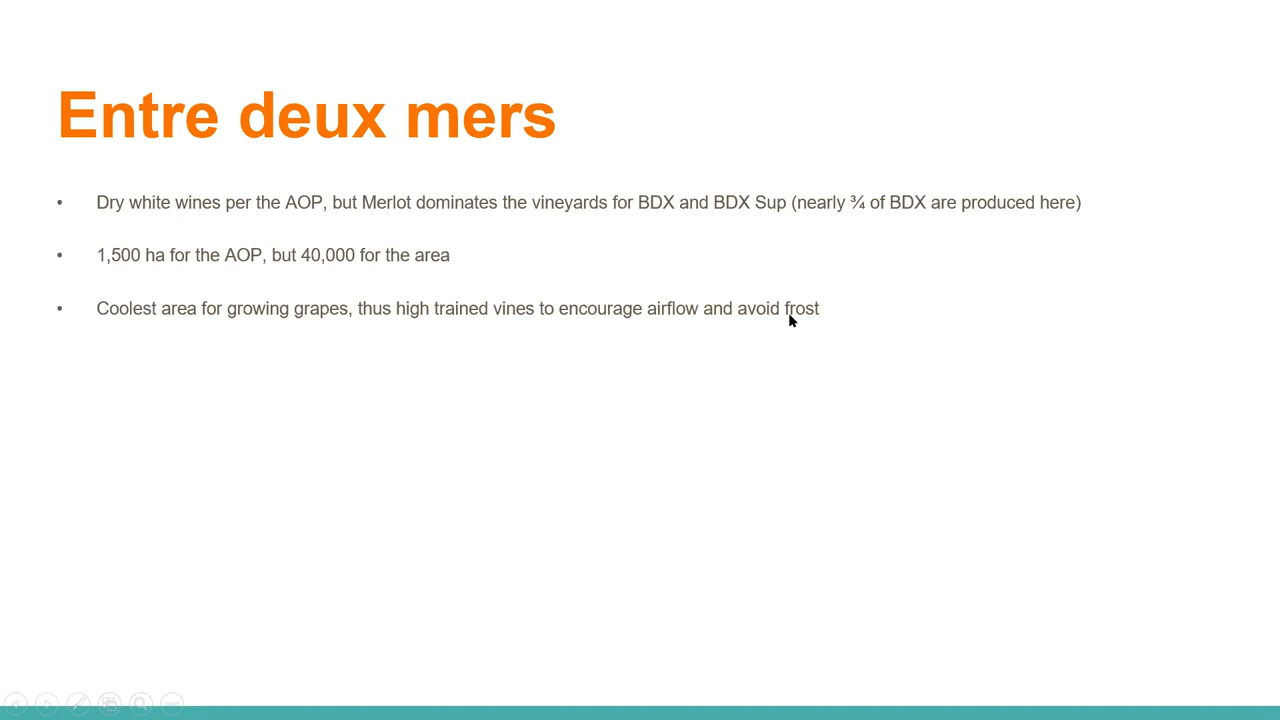 Entre deux mers
• Dry white wines per the AOP, but Merlot dominates the vineyards for BDX and BDX Sup (nearly ¾ of BDX are produced here)
• 1,500 ha for the AOP, but 40,000 for the area
• Coolest area for growing grapes, thus high trained vines to encourage airflow and avoid frost